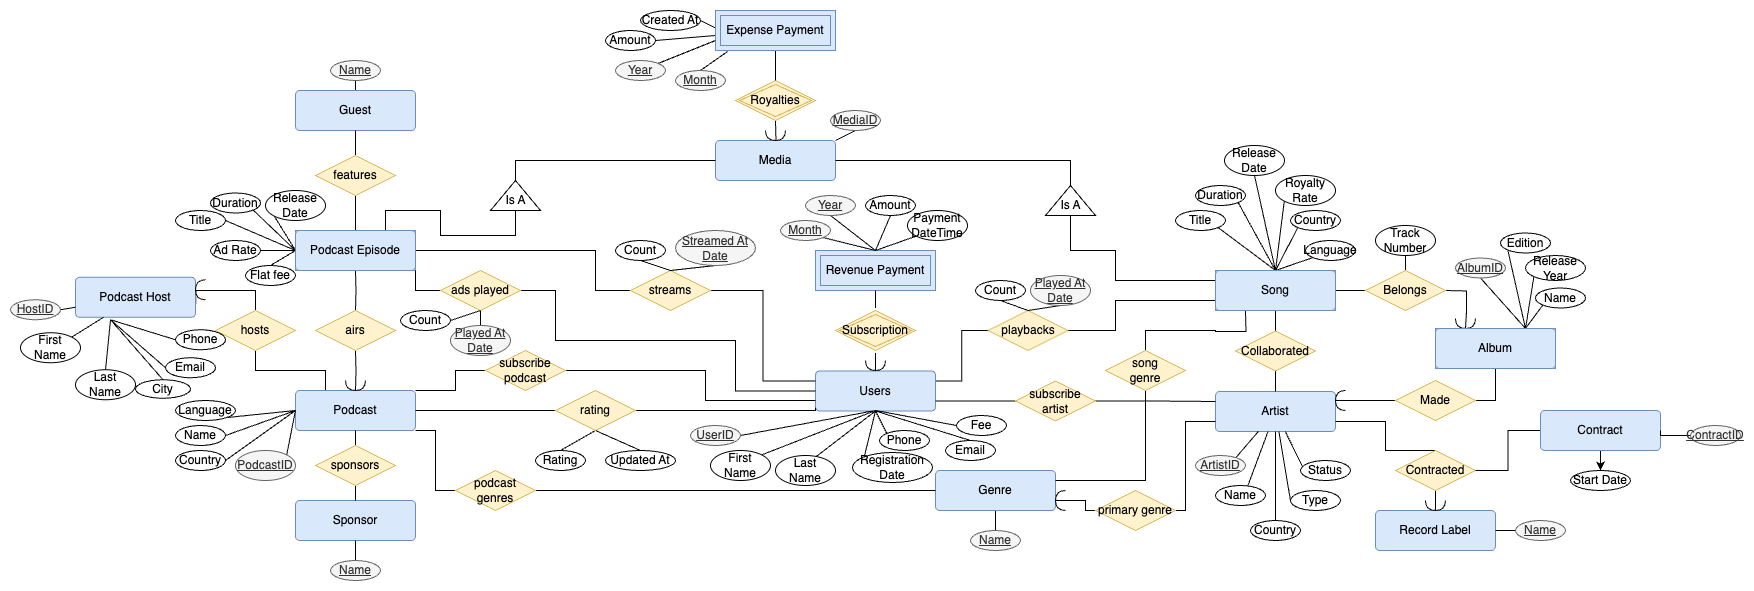 Created At
Expense Payment
Amount
Year
Month
Name
Royalties
Guest
MediaID
Media
features
Is A
Is A
Release
Date
Duration
Title
Ad Rate
Flat fee
Podcast Episode
Count
Streamed At
Date
streams
Year
Amount
Month
Payment
DateTime
Revenue Payment
Release
Date
Duration
Royalty
Rate
Title
Country
Language
Song
Track
Number
Belongs
Edition
AlbumID
Release
Year
Name
Album
Podcast Host
HostID
First
Name
Last
Name
City
Email
Phone
hosts
airs
ads played
Count
Played At
Date
Count
Played At
Date
playbacks
Subscription
subscribe
podcast
song
genre
Collaborated
Users
subscribe
artist
Artist
Made
Podcast
Language
Name
Country
PodcastID
rating
Rating
Updated At
UserID
First
Name
Last
Name
Registration
Date
Phone
Email
Fee
ArtistID
Name
Country
Type
Status
Contract
ContractID
Start Date
Contracted
sponsors
podcast
genres
Genre
primary genre
Name
Record Label
Name
Sponsor
Name